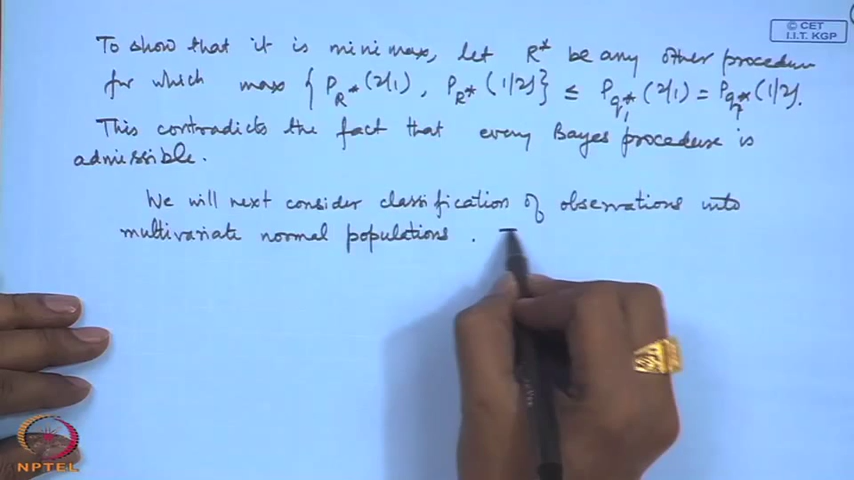 © CET
I.I.T. KGP
To show that it is minimax, let R* be any other procedure
for which max { P_R* (2/1), P_R* (1/2)} ≤ P_q₁* (2/1) = P_q₂* (1/2).
This contradicts the fact that every Bayes procedure is
admissible.
We will next consider classification of observations into
multivariate normal populations.
NPTEL